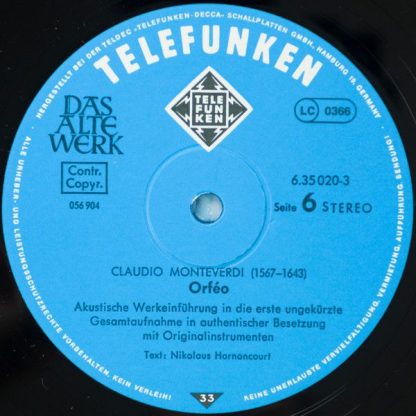 HERGESTELLT BEI DER TELDEC »TELEFUNKEN-DECCA« SCHALLPLATTEN GMBH, HAMBURG 19, GERMANY
TELEFUNKEN
DAS
ALTE
WERK
TELE
FUN
KEN
LC 0366
Contr.
Copyr.
056 904
6.35 020-3
Seite 6 STEREO
CLAUDIO MONTEVERDI (1567–1643)
Orféo
Akustische Werkeinführung in die erste ungekürzte
Gesamtaufnahme in authentischer Besetzung
mit Originalinstrumenten
Text: Nikolaus Harnoncourt
33
ALLE URHEBER- UND LEISTUNGSSCHUTZRECHTE VORBEHALTEN. KEIN VERLEIH!
KEINE UNERLAUBTE VERVIELFÄLTIGUNG, VERMIETUNG, AUFFÜHRUNG, SENDUNG!